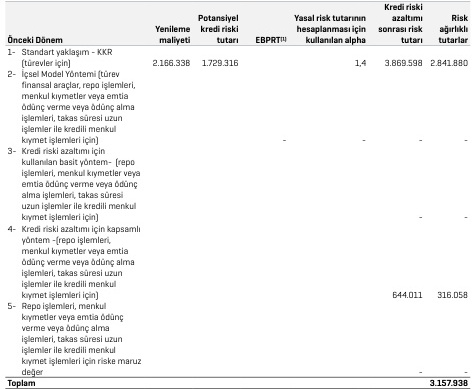 Önceki Dönem Yenileme maliyeti Potansiyel kredi riski tutarı EBPRT(1) Yasal risk tutarının hesaplanması için kullanılan alpha Kredi riski azaltımı sonrası risk tutarı Risk ağırlıklı tutarlar
1- Standart yaklaşım - KKR
(türevler için) 2.166.338 1.729.316 1,4 3.869.598 2.841.880
2- İçsel Model Yöntemi (türev
finansal araçlar, repo işlemleri,
menkul kıymetler veya emtia
ödünç verme veya ödünç alma
işlemleri, takas süresi uzun
işlemler ile kredili menkul
kıymet işlemleri için) - - - -
3- Kredi riski azaltımı için
kullanılan basit yöntem- (repo
işlemleri, menkul kıymetler veya
emtia ödünç verme veya ödünç
alma işlemleri, takas süresi
uzun işlemler ile kredili menkul
kıymet işlemleri için) - -
4- Kredi riski azaltımı için kapsamlı
yöntem -(repo işlemleri,
menkul kıymetler veya emtia
ödünç verme veya ödünç alma
işlemleri, takas süresi uzun
işlemler ile kredili menkul
kıymet işlemleri için) 644.011 316.058
5- Repo işlemleri, menkul
kıymetler veya emtia ödünç
verme veya ödünç alma
işlemleri, takas süresi uzun
işlemler ile kredili menkul
kıymet işlemleri için riske maruz
değer - -
Toplam 3.157.938